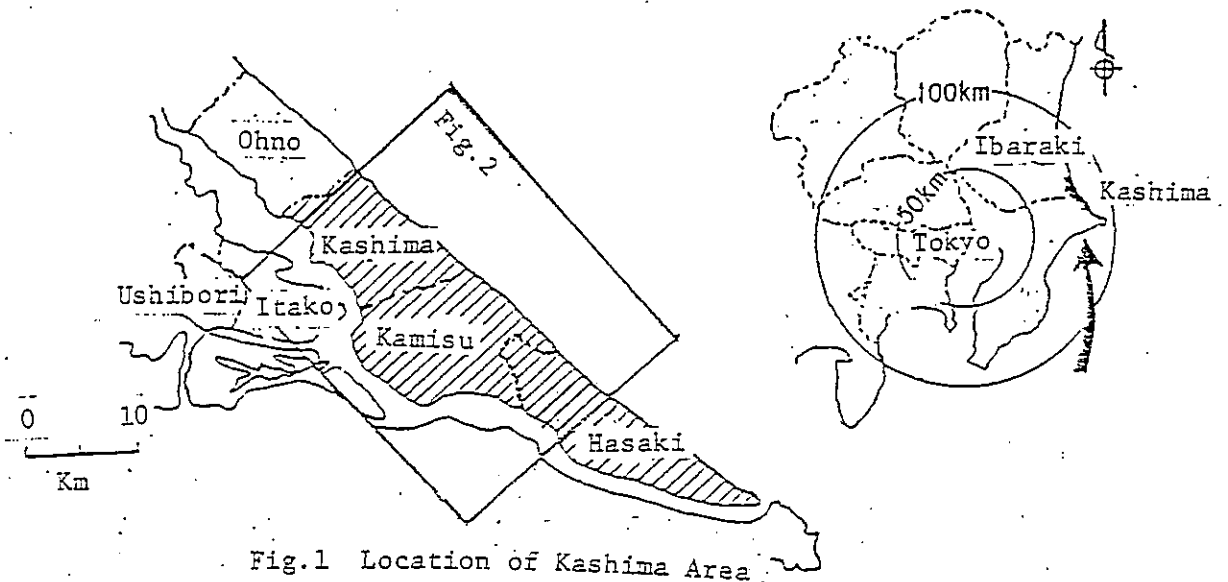 Ohno
Fig.2
Kashima
Ushibori
Itako
Kamisu
Hasaki
0 10
Km
100km
Ibaraki
50km
Kashima
Tokyo
Fig.1 Location of Kashima Area